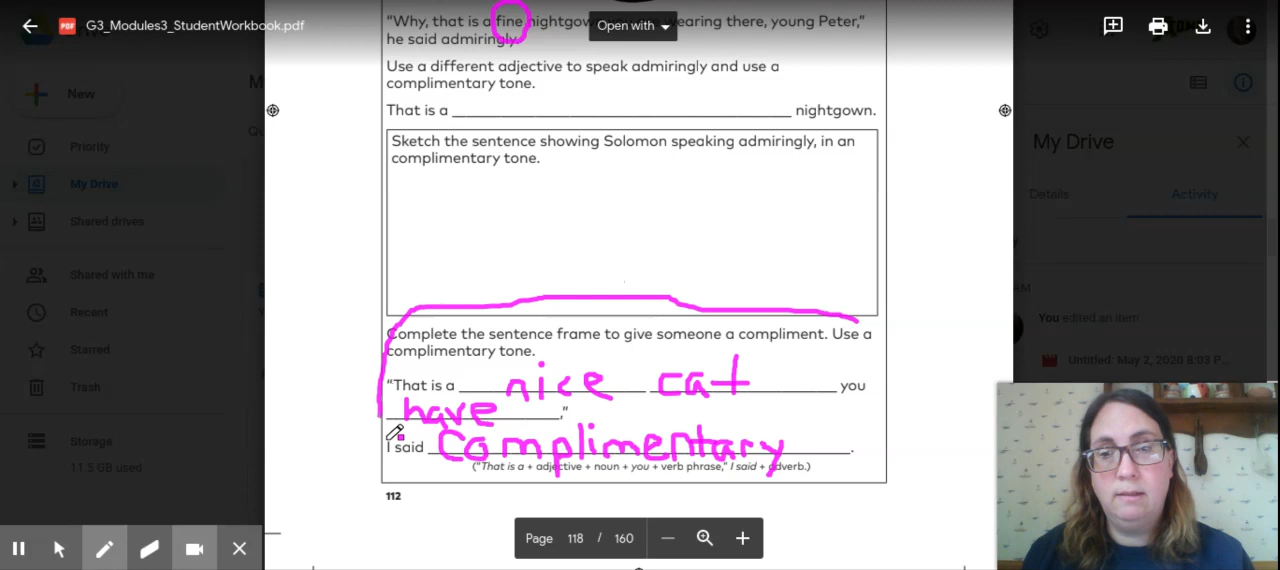 G3_Modules3_StudentWorkbook.pdf
Open with
"Why, that is a fine nightgown wearing there, young Peter,"
he said admiringly.
New
My Drive
Use a different adjective to speak admiringly and use a
complimentary tone.
That is a nightgown.
Priority
My Drive
Shared drives
Shared with me
Recent
Starred
Trash
Storage
11.5 GB used
Sketch the sentence showing Solomon speaking admiringly, in an
complimentary tone.
Complete the sentence frame to give someone a compliment. Use a
complimentary tone.
"That is a nice cat you
have ,"
I said complimentary.
("That is a + adjective + noun + you + verb phrase," I said + adverb.)
112
Page 118 / 160
Details
Activity
AM
You edited an item
Untitled: May 2, 2020 8:03 P...